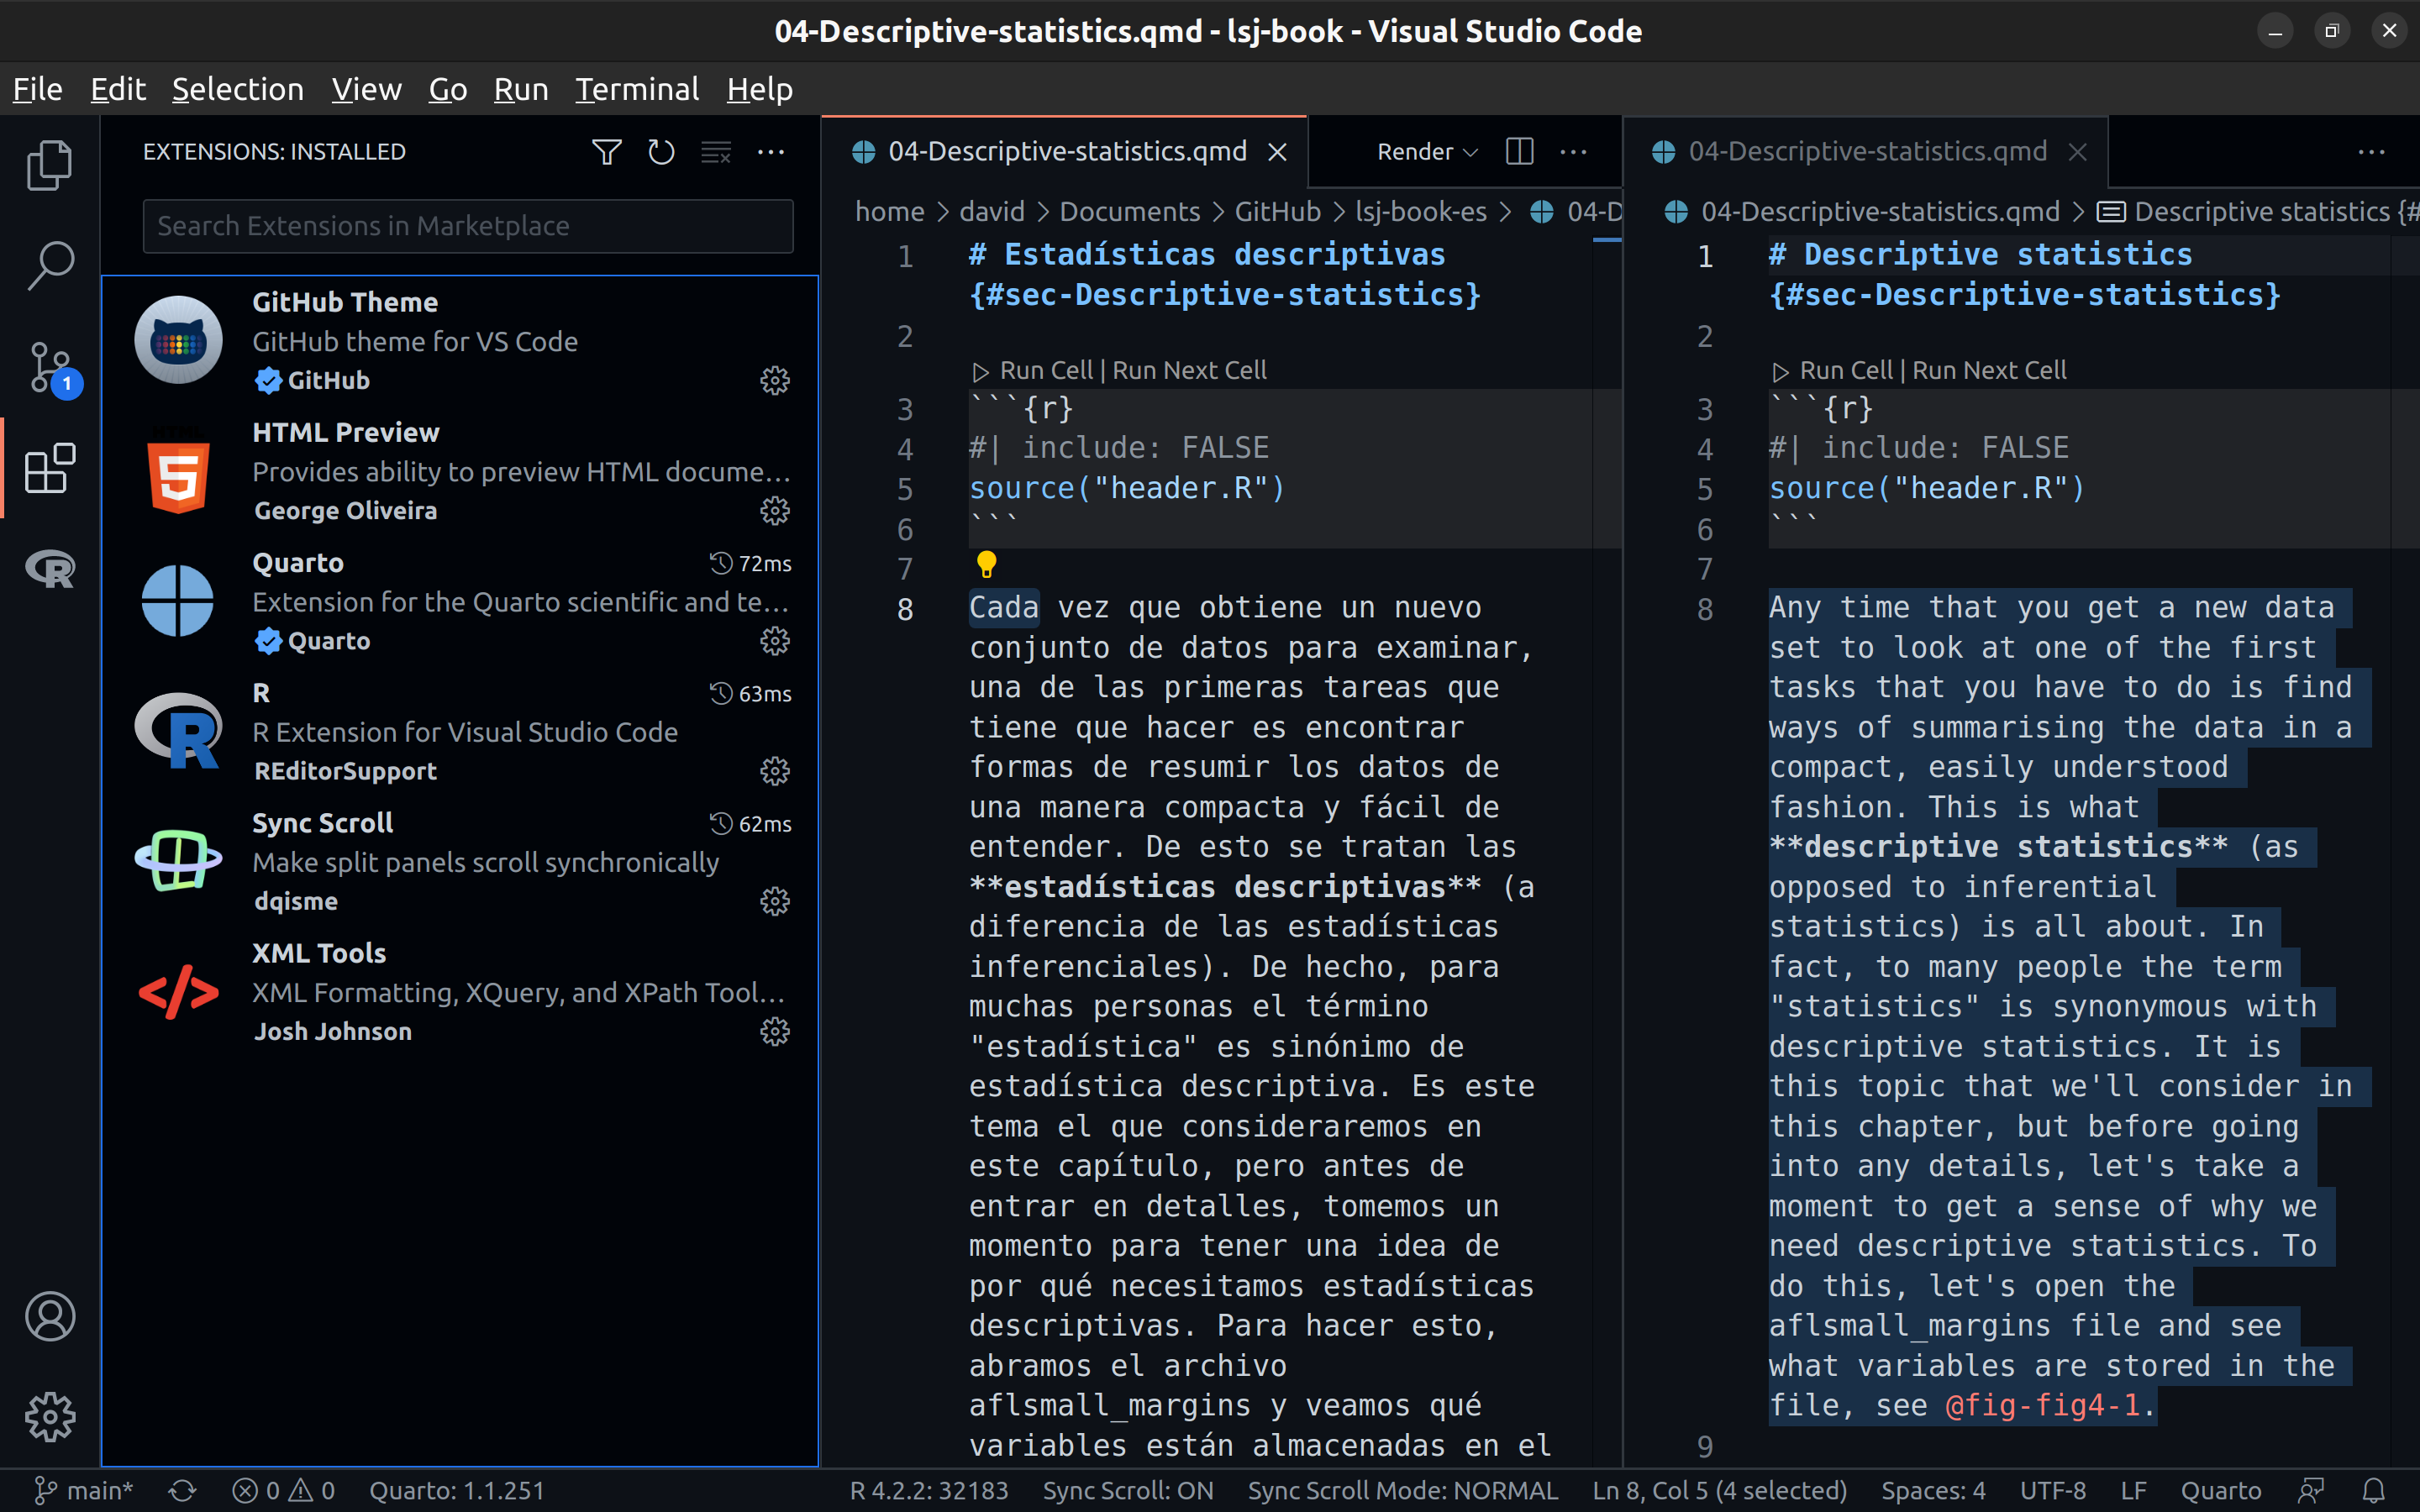 04-Descriptive-statistics.qmd - lsj-book - Visual Studio Code
File Edit Selection View Go Run Terminal Help
EXTENSIONS: INSTALLED
Search Extensions in Marketplace
GitHub Theme
GitHub theme for VS Code
GitHub
HTML Preview
Provides ability to preview HTML docume...
George Oliveira
Quarto 72ms
Extension for the Quarto scientific and te...
Quarto
R 63ms
R Extension for Visual Studio Code
REditorSupport
Sync Scroll 62ms
Make split panels scroll synchronically
dqisme
XML Tools
XML Formatting, XQuery, and XPath Tool...
Josh Johnson
1
04-Descriptive-statistics.qmd
Render
home > david > Documents > GitHub > lsj-book-es > 04-D
1 # Estadísticas descriptivas
{#sec-Descriptive-statistics}
2
Run Cell | Run Next Cell
3 ```{r}
4 #| include: FALSE
5 source("header.R")
6 ```
7
8 Cada vez que obtiene un nuevo
conjunto de datos para examinar,
una de las primeras tareas que
tiene que hacer es encontrar
formas de resumir los datos de
una manera compacta y fácil de
entender. De esto se tratan las
**estadísticas descriptivas** (a
diferencia de las estadísticas
inferenciales). De hecho, para
muchas personas el término
"estadística" es sinónimo de
estadística descriptiva. Es este
tema el que consideraremos en
este capítulo, pero antes de
entrar en detalles, tomemos un
momento para tener una idea de
por qué necesitamos estadísticas
descriptivas. Para hacer esto,
abramos el archivo
aflsmall_margins y veamos qué
variables están almacenadas en el
04-Descriptive-statistics.qmd
04-Descriptive-statistics.qmd > Descriptive statistics {#
1 # Descriptive statistics
{#sec-Descriptive-statistics}
2
Run Cell | Run Next Cell
3 ```{r}
4 #| include: FALSE
5 source("header.R")
6 ```
7
8 Any time that you get a new data
set to look at one of the first
tasks that you have to do is find
ways of summarising the data in a
compact, easily understood
fashion. This is what
**descriptive statistics** (as
opposed to inferential
statistics) is all about. In
fact, to many people the term
"statistics" is synonymous with
descriptive statistics. It is
this topic that we'll consider in
this chapter, but before going
into any details, let's take a
moment to get a sense of why we
need descriptive statistics. To
do this, let's open the
aflsmall_margins file and see
what variables are stored in the
file, see @fig-fig4-1.
9
main* 0 0 Quarto: 1.1.251 R 4.2.2: 32183 Sync Scroll: ON Sync Scroll Mode: NORMAL Ln 8, Col 5 (4 selected) Spaces: 4 UTF-8 LF Quarto